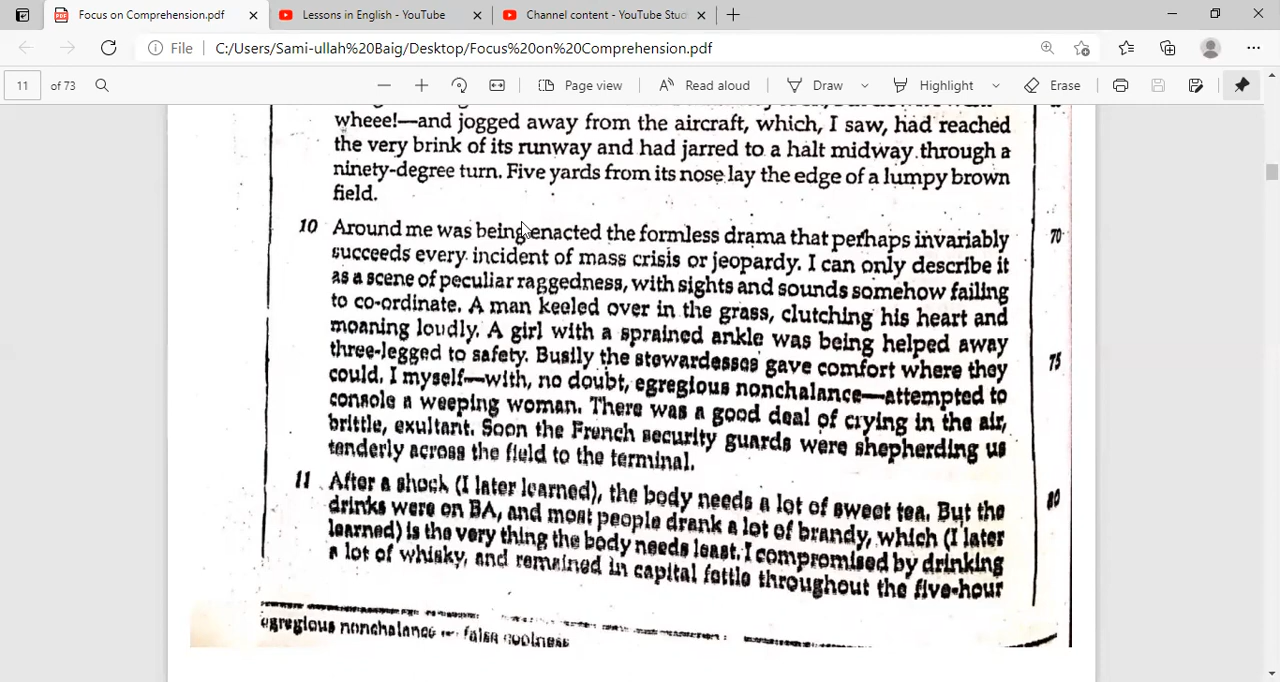 Focus on Comprehension.pdf
Lessons in English - YouTube
Channel content - YouTube Stud
File
C:/Users/Sami-ullah%20Baig/Desktop/Focus%20on%20Comprehension.pdf
11 of 73
Page view
Read aloud
Draw
Highlight
Erase
wheee!—and jogged away from the aircraft, which, I saw, had reached
the very brink of its runway and had jarred to a halt midway through a
ninety-degree turn. Five yards from its nose lay the edge of a lumpy brown
field.
10 Around me was being enacted the formless drama that perhaps invariably 70
succeeds every incident of mass crisis or jeopardy. I can only describe it
as a scene of peculiar raggedness, with sights and sounds somehow failing
to co-ordinate. A man keeled over in the grass, clutching his heart and
moaning loudly. A girl with a sprained ankle was being helped away
three-legged to safety. Busily the stewardesses gave comfort where they 75
could. I myself—with, no doubt, egregious nonchalance—attempted to
console a weeping woman. There was a good deal of crying in the air,
brittle, exultant. Soon the French security guards were shepherding us
tenderly across the field to the terminal.
11 After a shock (I later learned), the body needs a lot of sweet tea. But the 80
drinks were on BA, and most people drank a lot of brandy, which (I later
learned) is the very thing the body needs least. I compromised by drinking
a lot of whisky, and remained in capital fettle throughout the five-hour
egregious nonchalance — false coolness